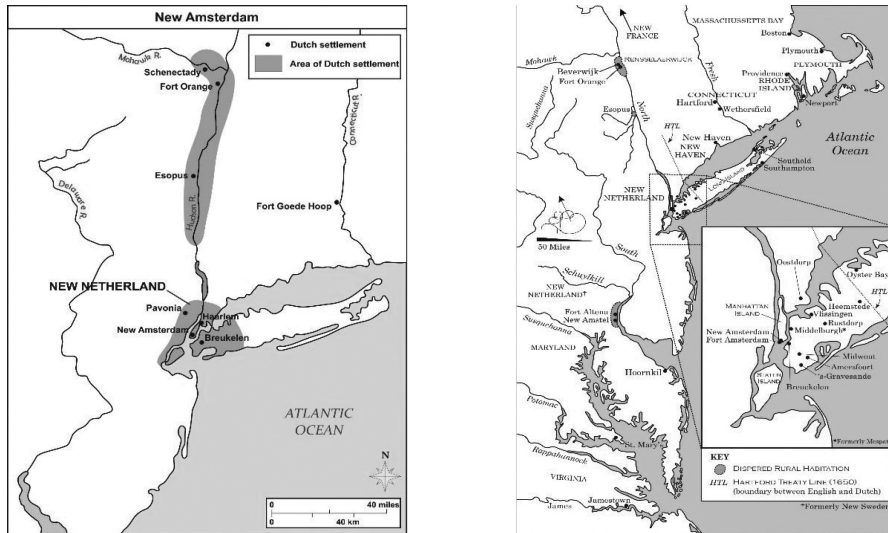 New Amsterdam
Dutch settlement
Area of Dutch settlement
Mohawk R.
Schenectady
Fort Orange
Connecticut R.
Esopus
Delaware R.
Hudson R.
Fort Goede Hoop
NEW NETHERLAND
Pavonia
Haarlem
New Amsterdam
Breukelen
ATLANTIC
OCEAN
N
0
40 miles
0
40 km
NEW
FRANCE
MASSACHUSETTS BAY
Boston
Plymouth
PLYMOUTH
Mohawk
RENSSELAERWIJCK
Beverwijk
Fort Orange
Fresh
Providence
RHODE
ISLAND
CONNECTICUT
Hartford
Wethersfield
Newport
Susquehanna
Esopus
North
HTL
New Haven
NEW
HAVEN
Atlantic
Ocean
LONG ISLAND
Southold
Southampton
NEW
NETHERLAND
50 Miles
South
Schuylkill
NEW
NETHERLAND†
Fort Altena
New Amstel
Susquehanna
MARYLAND
Hoornkil
Potomac
St. Mary's
Rappahannock
VIRGINIA
Jamestown
James
Oostdorp
Oyster Bay
HTL
MANHATTAN
ISLAND
Heemstede
Vlissingen
Rustdorp
New Amsterdam
Fort Amsterdam
Middelburgh*
Midwout
Amersfoort
's-Gravesande
STATEN
ISLAND
Breuckelen
KEY
DISPERED RURAL HABITATION
HTL HARTFORD TREATY LINE (1650)
(boundary between English and Dutch)